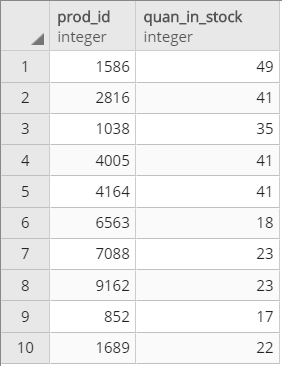 prod_id quan_in_stock
integer integer
1 1586 49
2 2816 41
3 1038 35
4 4005 41
5 4164 41
6 6563 18
7 7088 23
8 9162 23
9 852 17
10 1689 22